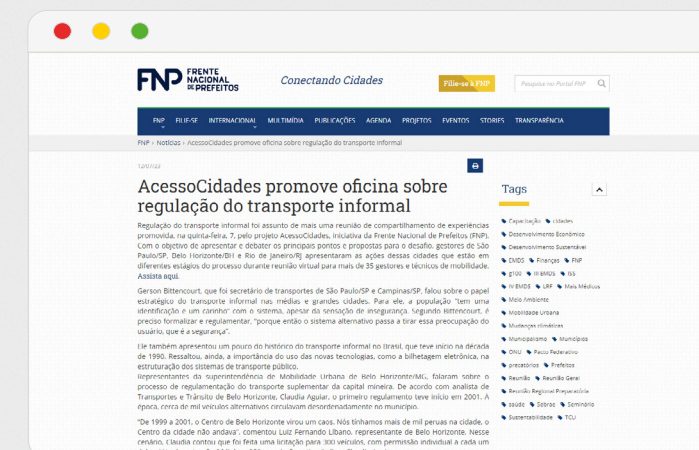 FNP FRENTE
NACIONAL
DE PREFEITOS
Conectando Cidades
Filie-se à FNP
Pesquise no Portal FNP
FNP FILIE-SE INTERNACIONAL MULTIMÍDIA PUBLICAÇÕES AGENDA PROJETOS EVENTOS STORIES TRANSPARÊNCIA
FNP › Notícias › AcessoCidades promove oficina sobre regulação do transporte informal
12/07/22
AcessoCidades promove oficina sobre
regulação do transporte informal
Regulação do transporte informal foi assunto de mais uma reunião de compartilhamento de experiências
promovida, na quinta-feira, 7, pelo projeto AcessoCidades, iniciativa da Frente Nacional de Prefeitos (FNP).
Com o objetivo de apresentar e debater os principais pontos e propostas para o desafio, gestores de São
Paulo/SP, Belo Horizonte/BH e Rio de Janeiro/RJ apresentaram as ações dessas cidades que estão em
diferentes estágios do processo durante reunião virtual para mais de 35 gestores e técnicos de mobilidade.
Assista aqui.
Gerson Bittencourt, que foi secretário de transportes de São Paulo/SP e Campinas/SP, falou sobre o papel
estratégico do transporte informal nas médias e grandes cidades. Para ele, a população “tem uma
identificação e um carinho” com o sistema, apesar da sensação de insegurança. Segundo Bittencourt, é
preciso formalizar e regulamentar, “porque então o sistema alternativo passa a tirar essa preocupação do
usuário, que é a segurança”.
Ele também apresentou um pouco do histórico do transporte informal no Brasil, que teve início na década
de 1990. Ressaltou, ainda, a importância do uso das novas tecnologias, como a bilhetagem eletrônica, na
estruturação dos sistemas de transporte público.
Representantes da superintendência de Mobilidade Urbana de Belo Horizonte/MG, falaram sobre o
processo de regulamentação do transporte suplementar da capital mineira. De acordo com analista de
Transportes e Trânsito de Belo Horizonte, Claudia Aguiar, o primeiro regulamento teve início em 2001. À
época, cerca de mil veículos alternativos circulavam desordenadamente no município.
“De 1999 a 2001, o Centro de Belo Horizonte virou um caos. Nós tínhamos mais de mil peruas na cidade, o
Centro da cidade não andava”, comentou Luiz Fernando Libano, representante de Belo Horizonte. Nesse
cenário, Claudia contou que foi feita uma licitação para 300 veículos, com permissão individual a cada um
Tags
Capacitação cidades
Desenvolvimento Econômico
Desenvolvimento Sustentável
EMDS Finanças FNP
g100 III EMDS ISS
IV EMDS LRF Mais Médicos
Meio Ambiente
Mobilidade Urbana
Mudanças climáticas
Municipalismo Municípios
ONU Pacto Federativo
precatórios Prefeitos
Reunião Reunião Geral
Reunião Regional Preparatória
saúde Sebrae Seminário
Sustentabilidade TCU